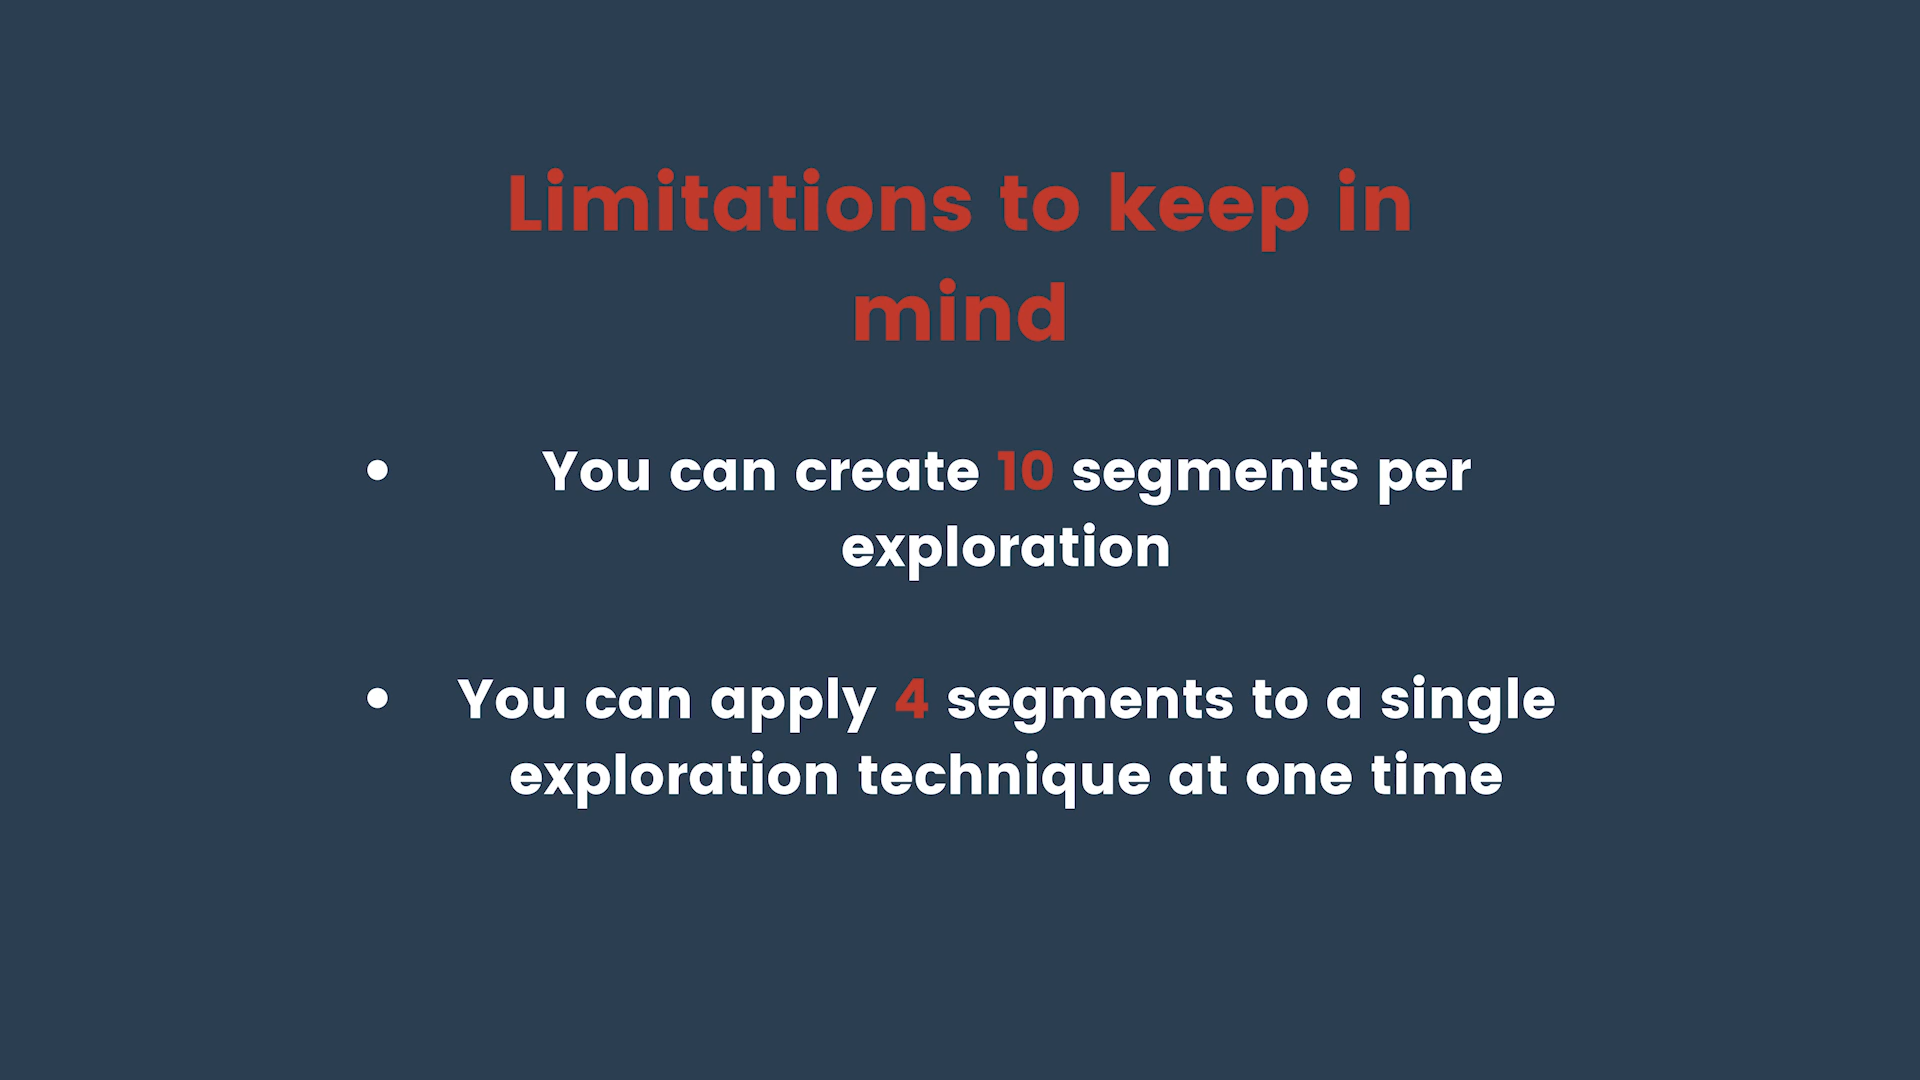 Limitations to keep in
mind
• You can create 10 segments per
exploration
• You can apply 4 segments to a single
exploration technique at one time